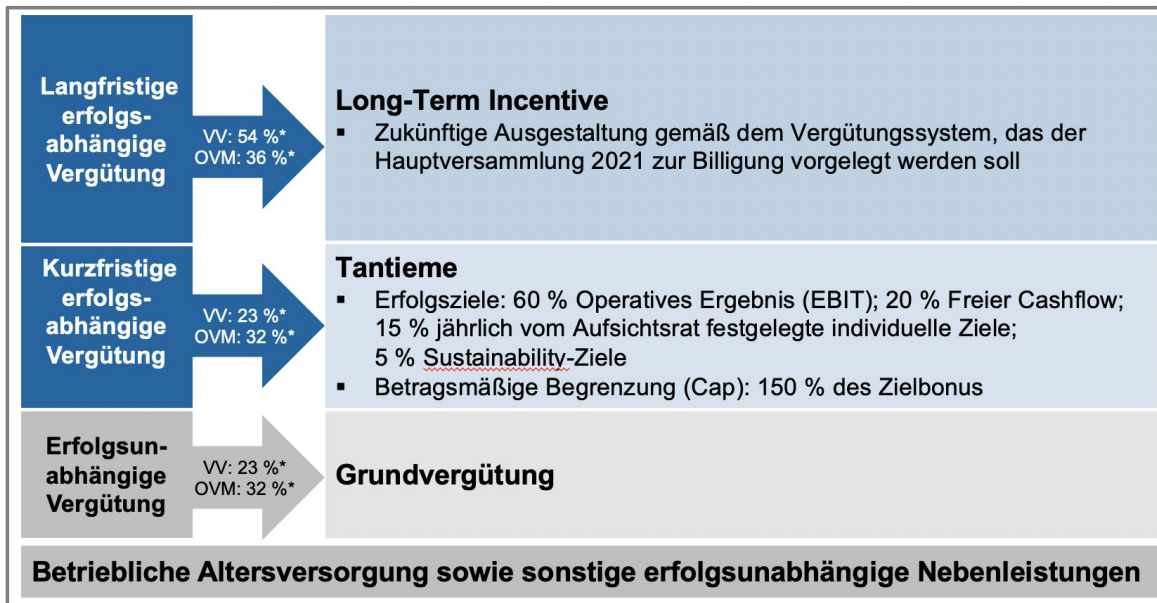 Langfristige
erfolgs-
abhängige
Vergütung
VV: 54 %*
OVM: 36 %*
Long-Term Incentive
▪ Zukünftige Ausgestaltung gemäß dem Vergütungssystem, das der
Hauptversammlung 2021 zur Billigung vorgelegt werden soll
Kurzfristige
erfolgs-
abhängige
Vergütung
VV: 23 %*
OVM: 32 %*
Tantieme
▪ Erfolgsziele: 60 % Operatives Ergebnis (EBIT); 20 % Freier Cashflow;
15 % jährlich vom Aufsichtsrat festgelegte individuelle Ziele;
5 % Sustainability-Ziele
▪ Betragsmäßige Begrenzung (Cap): 150 % des Zielbonus
Erfolgsun-
abhängige
Vergütung
VV: 23 %*
OVM: 32 %*
Grundvergütung
Betriebliche Altersversorgung sowie sonstige erfolgsunabhängige Nebenleistungen